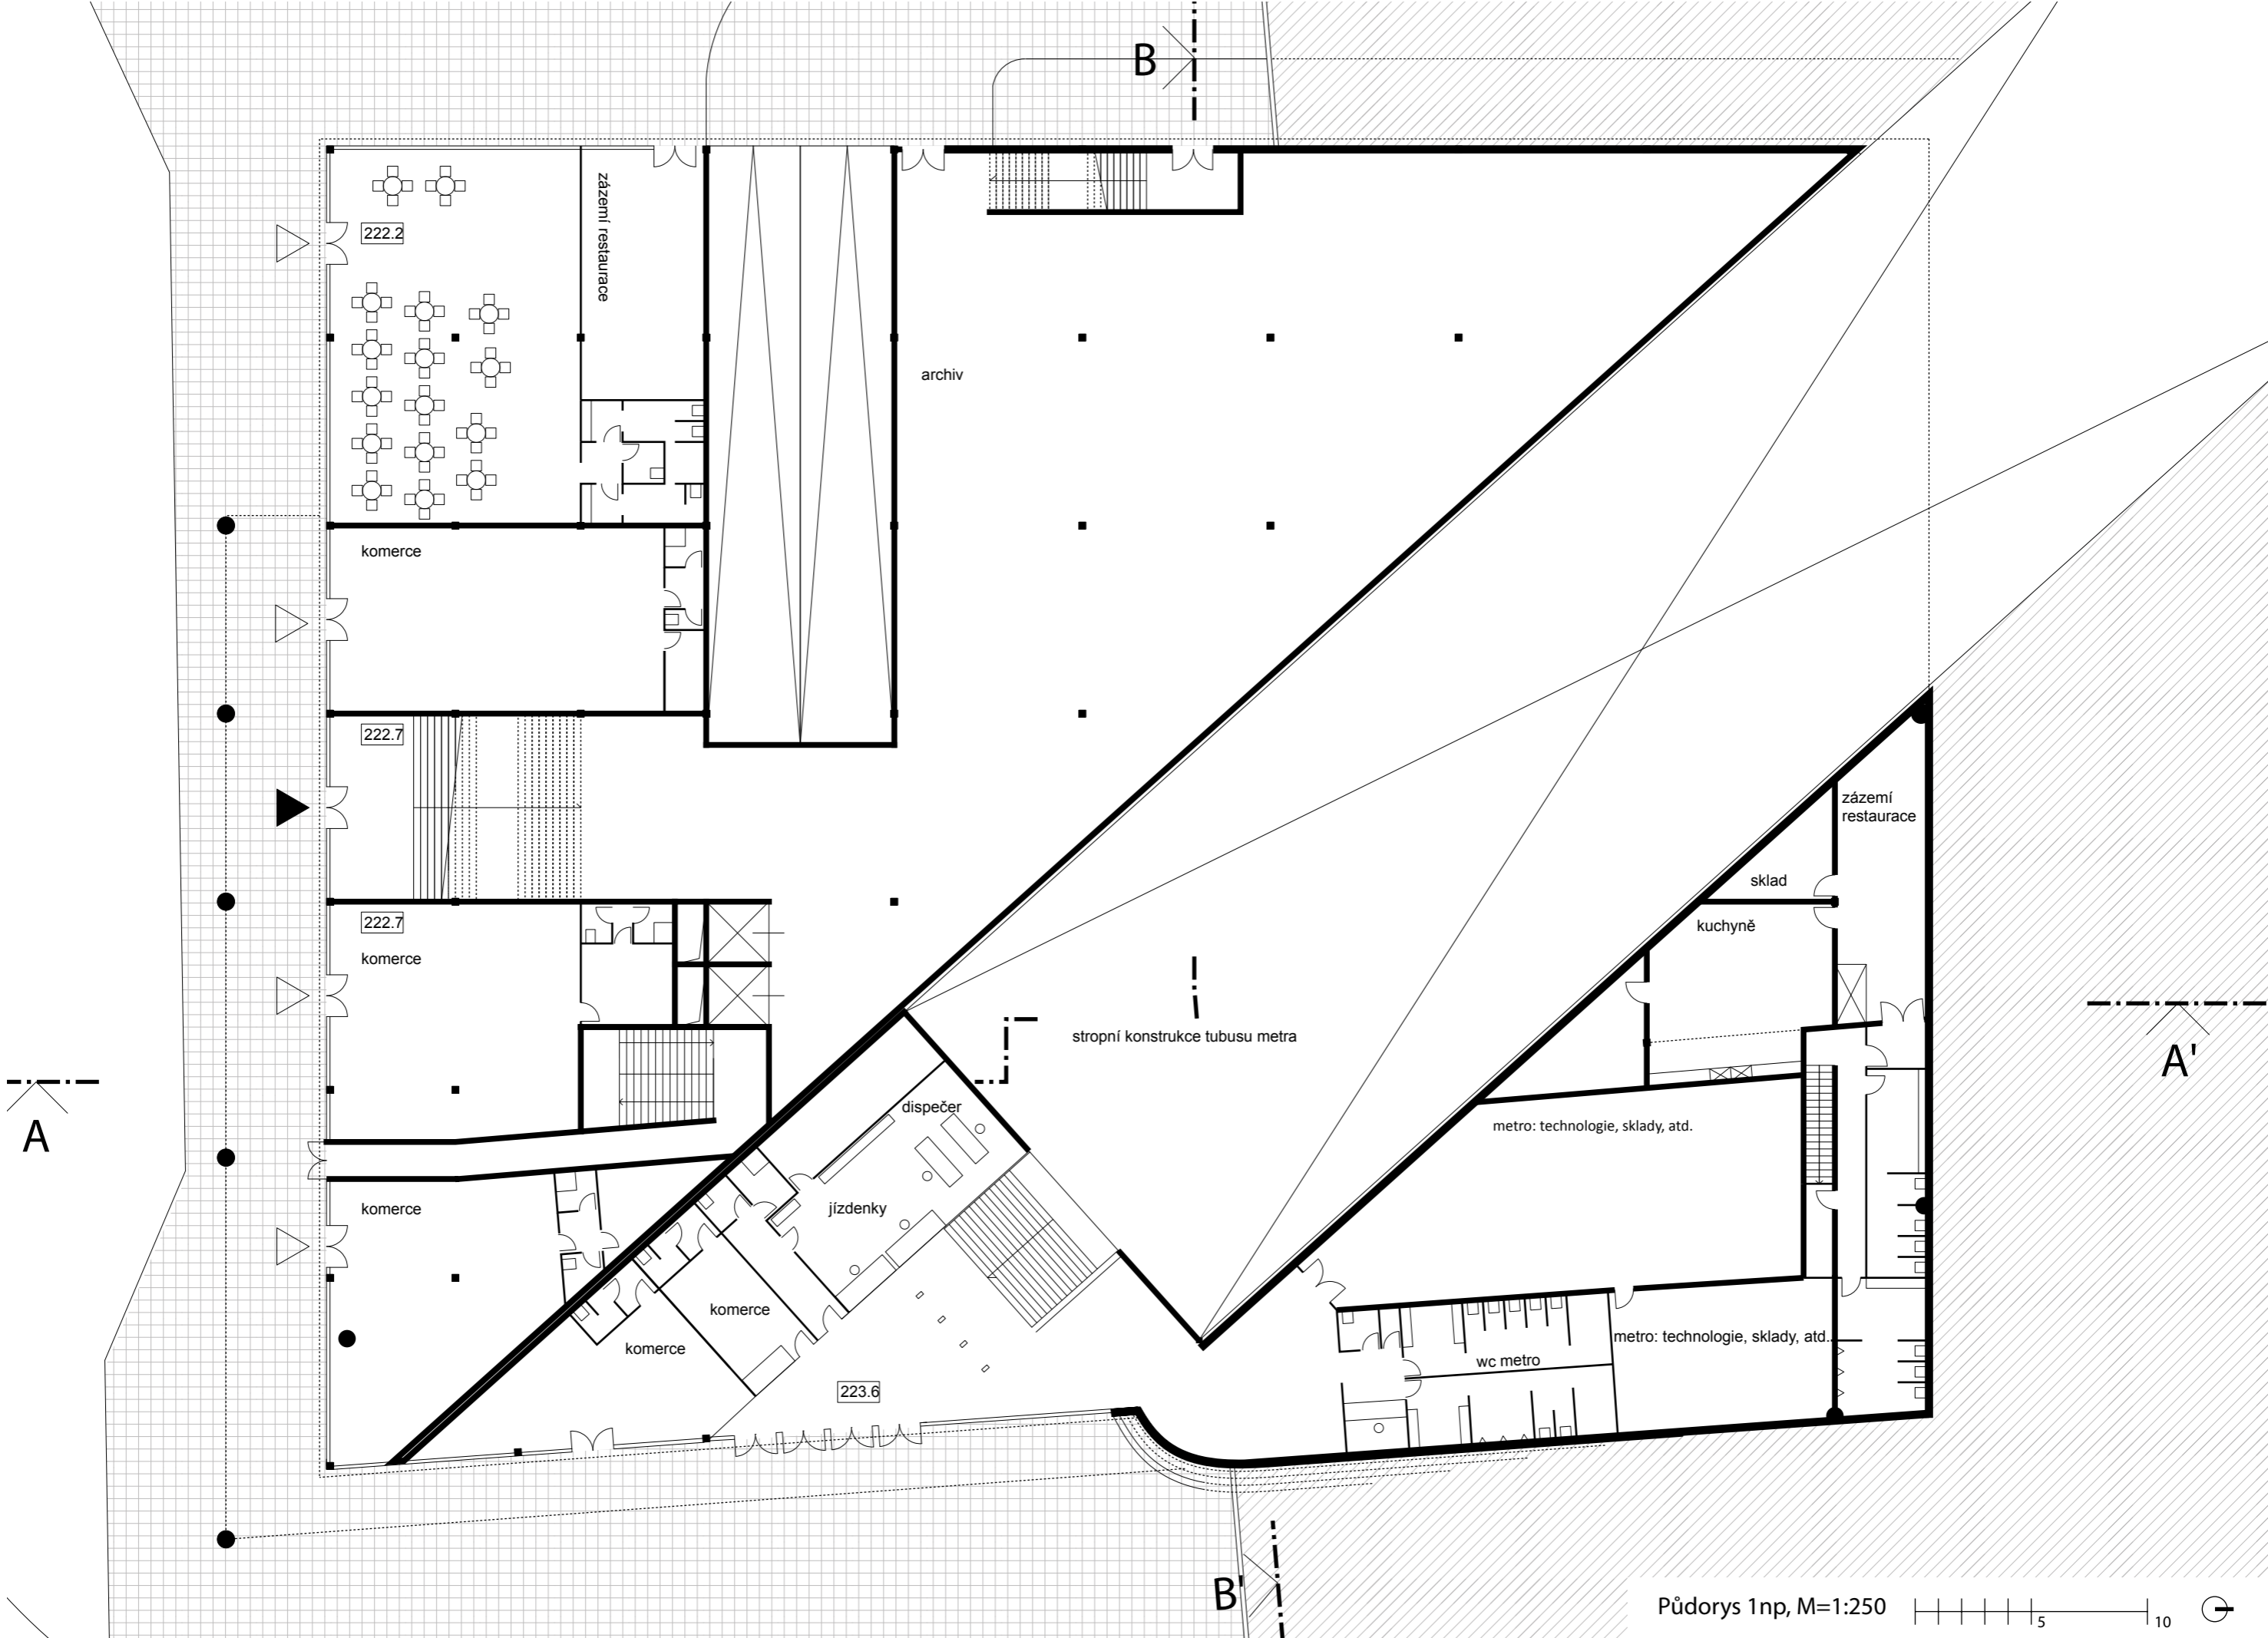 B
zázemí restaurace
222.2
archiv
komerce
222.7
zázemí
restaurace
sklad
222.7
kuchyně
komerce
stropní konstrukce tubusu metra
A'
A
dispečer
metro: technologie, sklady, atd.
komerce
jízdenky
komerce
metro: technologie, sklady, atd.
komerce
wc metro
223.6
B'
Půdorys 1np, M=1:250
5
10